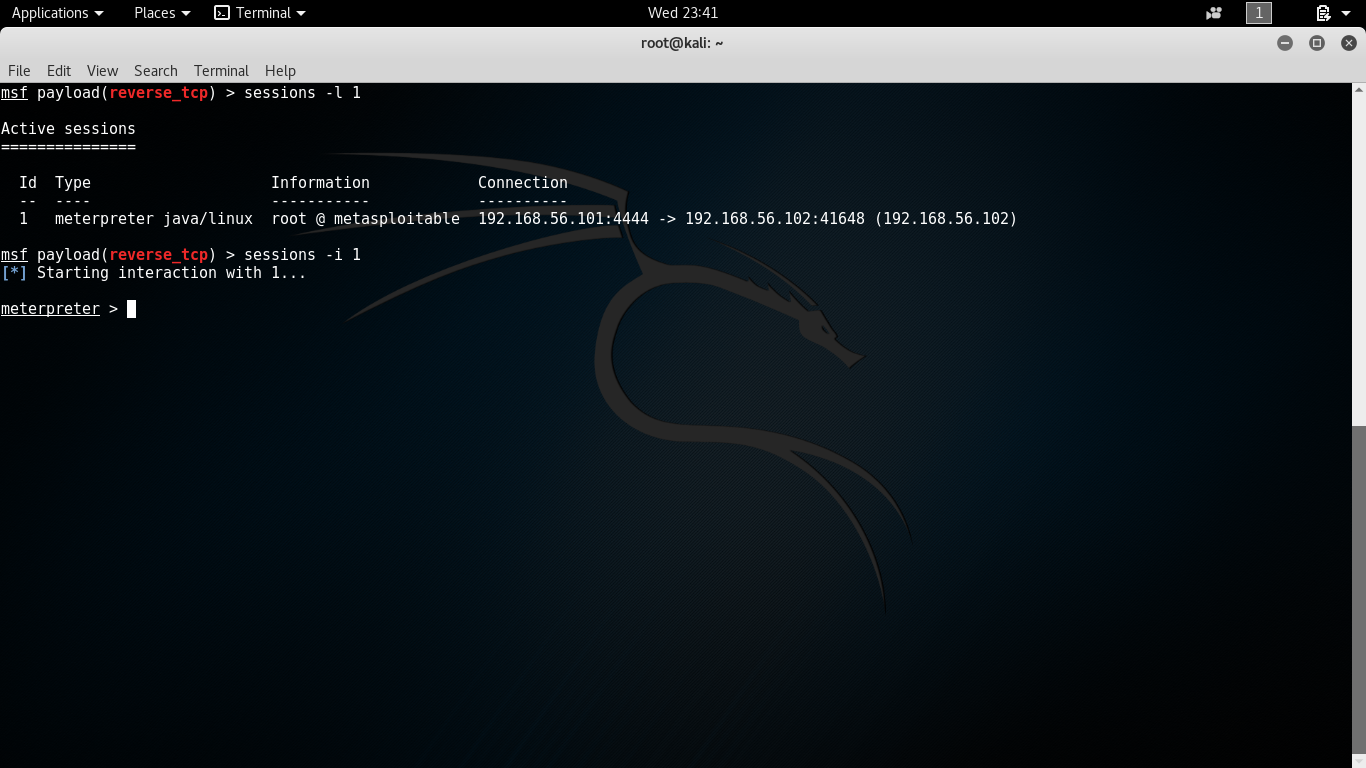 Applications Places Terminal Wed 23:41 1
root@kali: ~
File Edit View Search Terminal Help
msf payload(reverse_tcp) > sessions -l 1
Active sessions
===============
Id Type Information Connection
-- ---- ----------- ----------
1 meterpreter java/linux root @ metasploitable 192.168.56.101:4444 -> 192.168.56.102:41648 (192.168.56.102)
msf payload(reverse_tcp) > sessions -i 1
[*] Starting interaction with 1...
meterpreter >